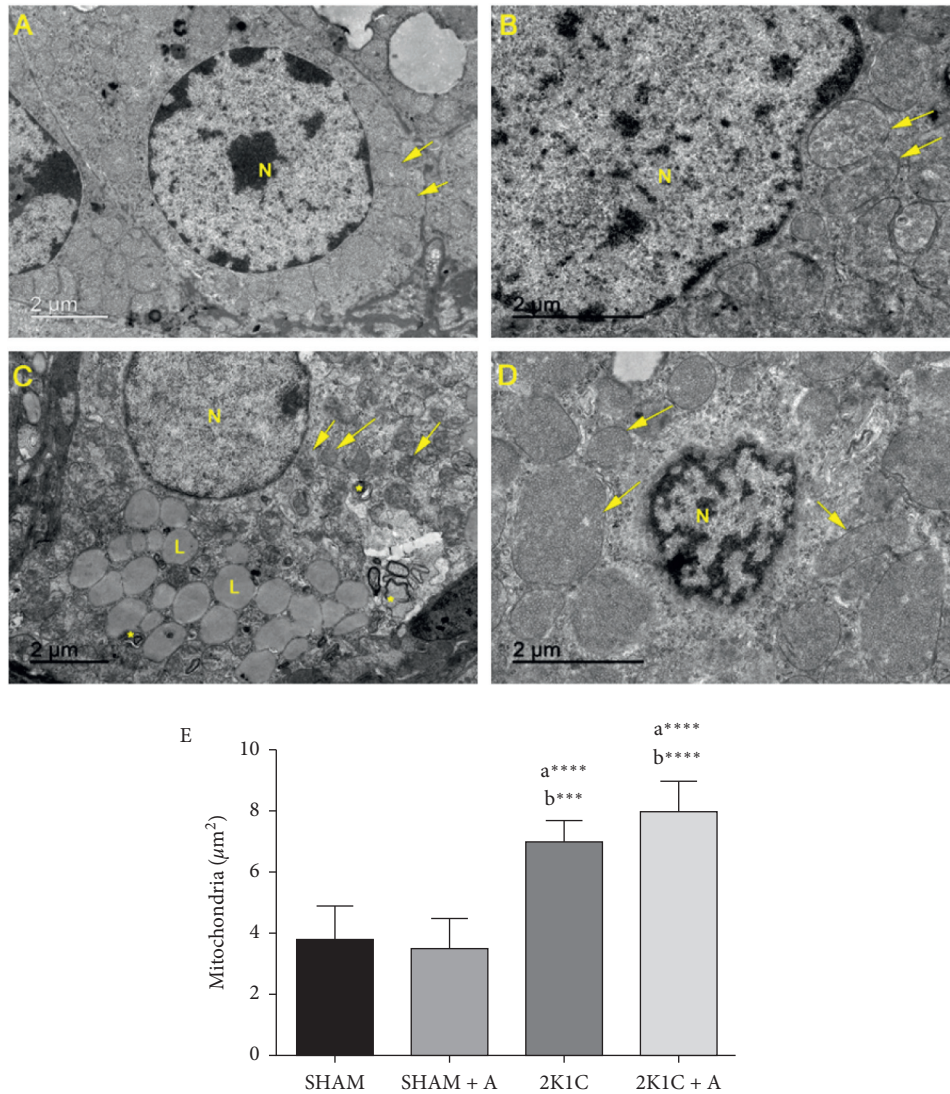 A
N
2 μm
B
N
2 μm
C
N
*
L
L
*
*
2 μm
D
N
2 μm
E
Mitochondria (μm²)
10
8
6
4
2
0
a****
b***
a****
b****
SHAM
SHAM + A
2K1C
2K1C + A